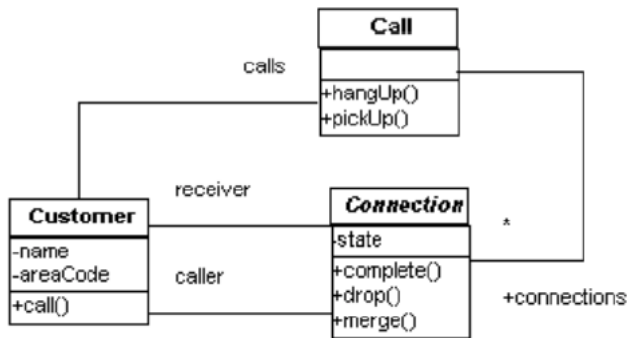 Call
calls
+hangUp()
+pickUp()
receiver
Customer
Connection
-name
-state
*
-areaCode
caller
+complete()
+call()
+drop()
+connections
+merge()